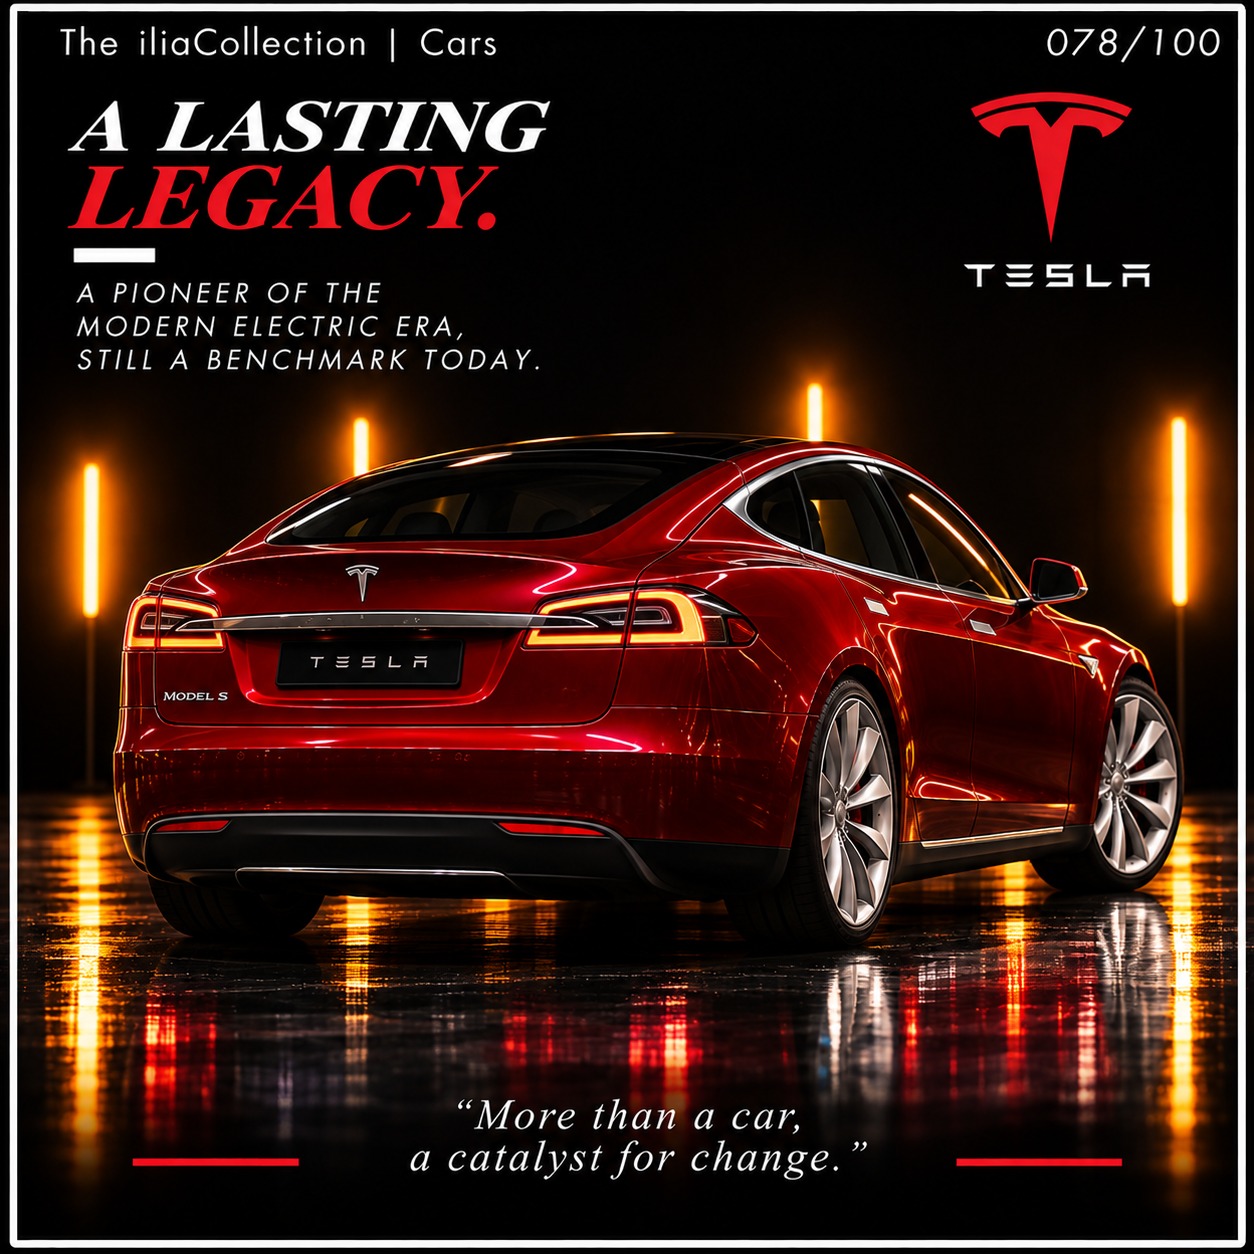 The iliaCollection | Cars
078/100
A LASTING
LEGACY.
A PIONEER OF THE
MODERN ELECTRIC ERA,
STILL A BENCHMARK TODAY.
TESLA
TESLA
MODEL S
“More than a car,
a catalyst for change.”